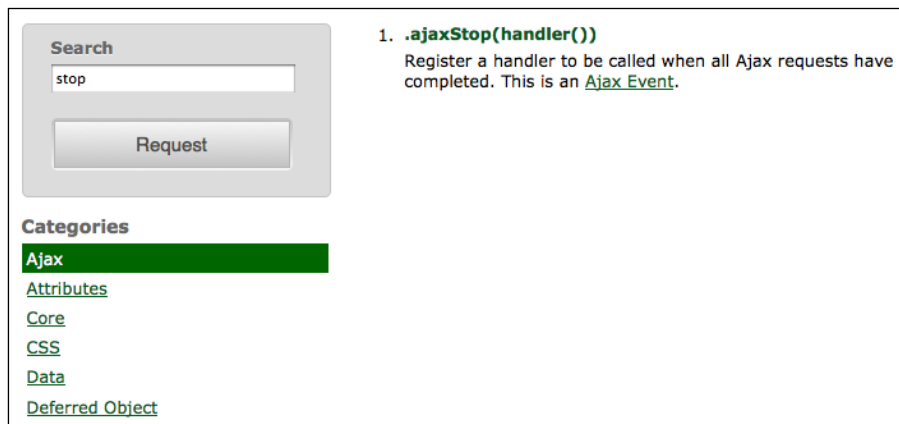 Search
stop
Request
Categories
Ajax
Attributes
Core
CSS
Data
Deferred Object
1. .ajaxStop(handler())
Register a handler to be called when all Ajax requests have
completed. This is an Ajax Event.